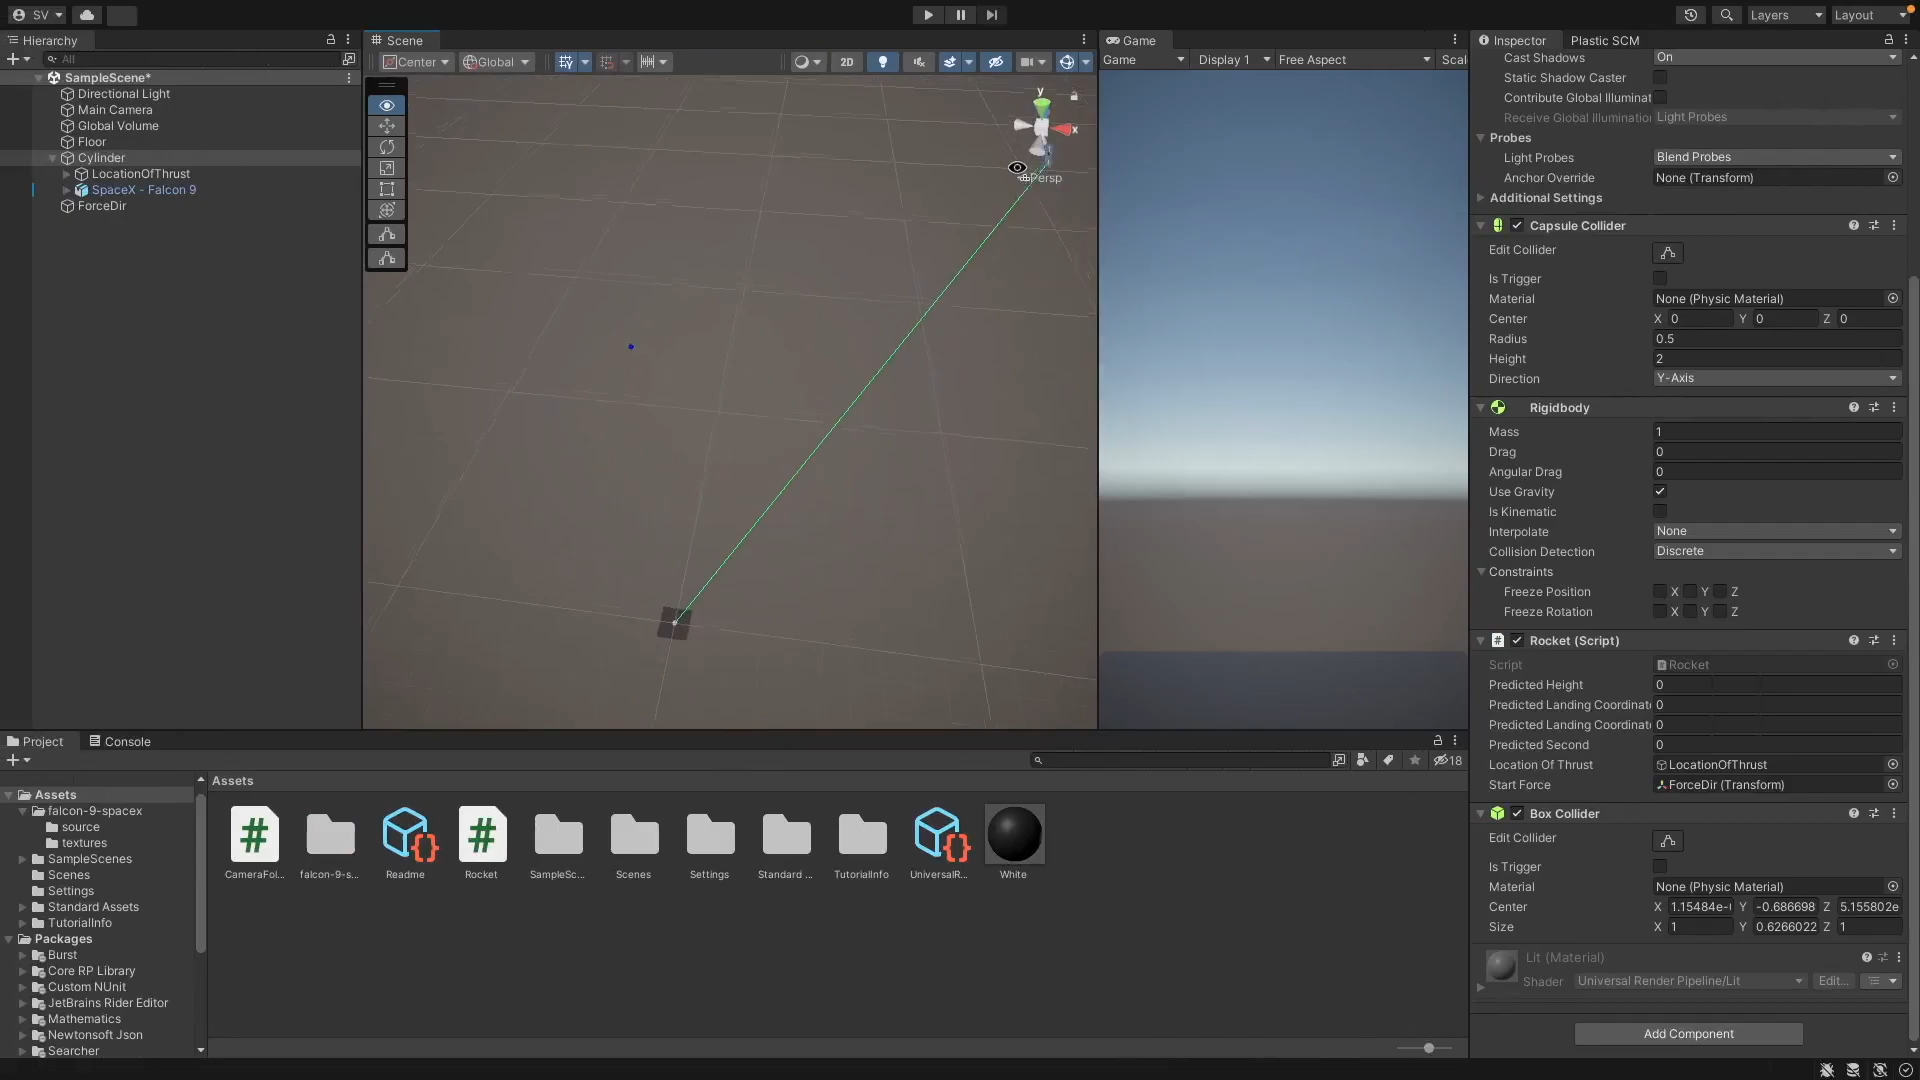 SV
Layers
Layout
Hierarchy
All
SampleScene*
Directional Light
Main Camera
Global Volume
Floor
Cylinder
LocationOfThrust
SpaceX - Falcon 9
ForceDir
Scene
Center
Global
2D
y
x
Persp
Game
Game
Display 1
Free Aspect
Scal
Inspector
Plastic SCM
Cast Shadows
On
Static Shadow Caster
Contribute Global Illuminat
Receive Global Illumination
Light Probes
Probes
Light Probes
Blend Probes
Anchor Override
None (Transform)
Additional Settings
Capsule Collider
Edit Collider
Is Trigger
Material
None (Physic Material)
Center
X 0 Y 0 Z 0
Radius
0.5
Height
2
Direction
Y-Axis
Rigidbody
Mass
1
Drag
0
Angular Drag
0
Use Gravity
Is Kinematic
Interpolate
None
Collision Detection
Discrete
Constraints
Freeze Position
X Y Z
Freeze Rotation
X Y Z
# Rocket (Script)
Script
Rocket
Predicted Height
0
Predicted Landing Coordinat
0
Predicted Landing Coordinat
0
Predicted Second
0
Location Of Thrust
LocationOfThrust
Start Force
ForceDir (Transform)
Box Collider
Edit Collider
Is Trigger
Material
None (Physic Material)
Center
X 1.15484e- Y -0.686698 Z 5.155802e
Size
X 1 Y 0.6266022 Z 1
Lit (Material)
Shader
Universal Render Pipeline/Lit
Edit...
Add Component
Project
Console
18
Assets
falcon-9-spacex
source
textures
SampleScenes
Scenes
Settings
Standard Assets
TutorialInfo
Packages
Burst
Core RP Library
Custom NUnit
JetBrains Rider Editor
Mathematics
Newtonsoft Json
Searcher
Assets
# {} # {}
CameraFol...
falcon-9-s...
Readme
Rocket
SampleSc...
Scenes
Settings
Standard ...
TutorialInfo
UniversalR...
White